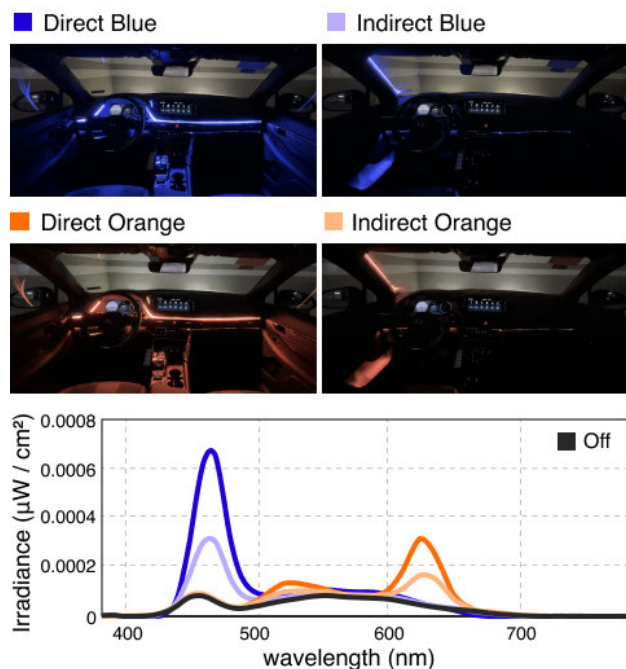 Direct Blue
Indirect Blue
Direct Orange
Indirect Orange
Irradiance (µW / cm²)
0.0008
0.0006
0.0004
0.0002
0
Off
400
500
600
700
wavelength (nm)